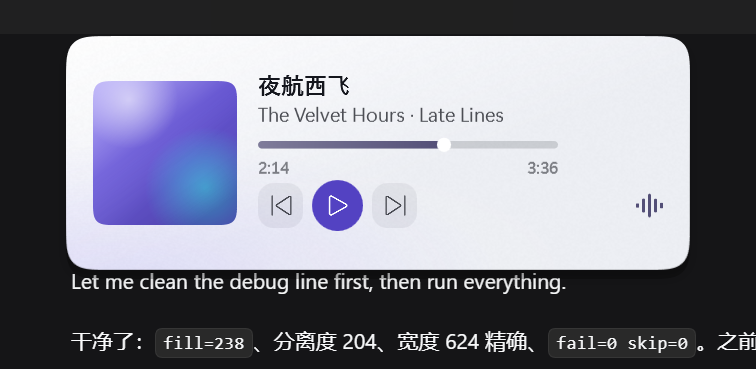 夜航西飞
The Velvet Hours · Late Lines
2:14 3:36
Let me clean the debug line first, then run everything.
干净了：fill=238、分离度 204、宽度 624 精确、fail=0 skip=0。之前